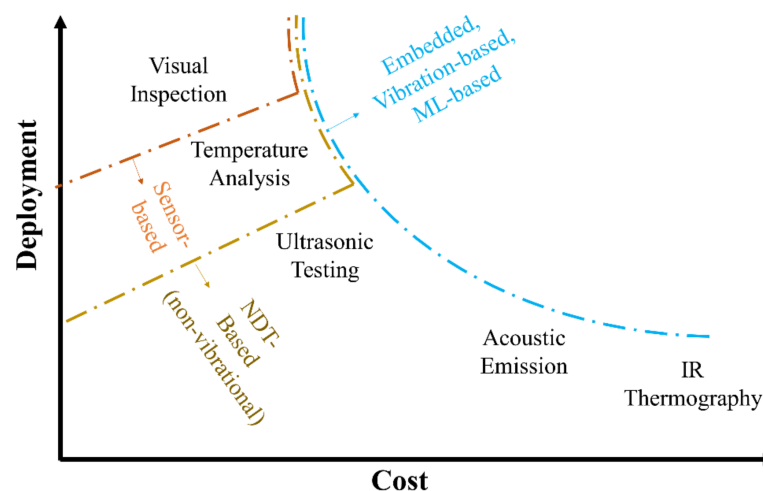 Visual
Inspection
Embedded,
Vibration-based,
ML-based
Temperature
Analysis
Sensor-
based
Deployment
Ultrasonic
Testing
NDT-
Based
(non-vibrational)
Acoustic
Emission
IR
Thermography
Cost